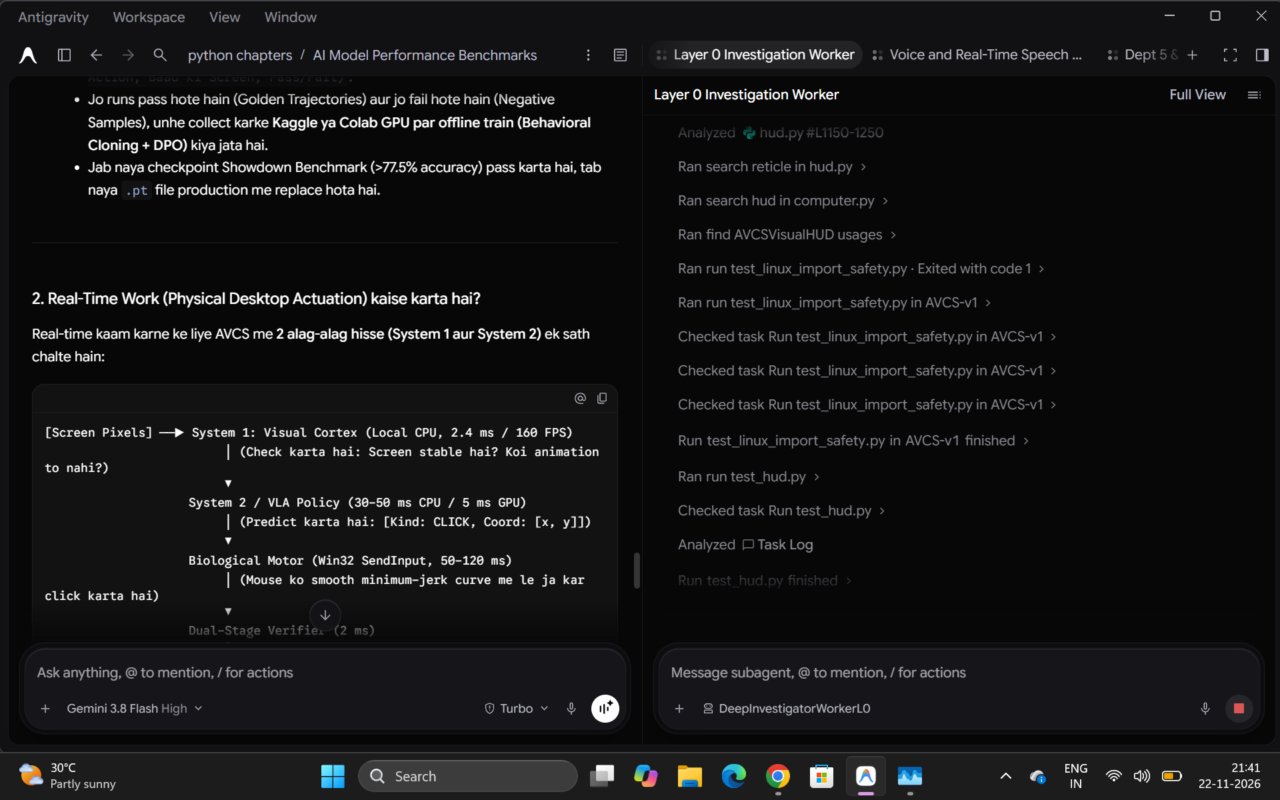 Antigravity Workspace View Window
python chapters / AI Model Performance Benchmarks
Layer 0 Investigation Worker
Voice and Real-Time Speech ...
Dept 5 &
Jo runs pass hote hain (Golden Trajectories) aur jo fail hote hain (Negative
Samples), unhe collect karke Kaggle ya Colab GPU par offline train (Behavioral
Cloning + DPO) kiya jata hai.
Jab naya checkpoint Showdown Benchmark (>77.5% accuracy) pass karta hai, tab
naya .pt file production me replace hota hai.
2. Real-Time Work (Physical Desktop Actuation) kaise karta hai?
Real-time kaam karne ke liye AVCS me 2 alag-alag hisse (System 1 aur System 2) ek sath
chalte hain:
[Screen Pixels] ──▶ System 1: Visual Cortex (Local CPU, 2.4 ms / 160 FPS)
│ (Check karta hai: Screen stable hai? Koi animation
to nahi?)
▼
System 2 / VLA Policy (30-50 ms CPU / 5 ms GPU)
│ (Predict karta hai: [Kind: CLICK, Coord: [x, y]])
▼
Biological Motor (Win32 SendInput, 50-120 ms)
│ (Mouse ko smooth minimum-jerk curve me le ja kar
click karta hai)
▼
Dual-Stage Verifier (2 ms)
Ask anything, @ to mention, / for actions
Gemini 3.8 Flash High
Turbo
Layer 0 Investigation Worker
Full View
Analyzed hud.py #L1150-1250
Ran search reticle in hud.py >
Ran search hud in computer.py >
Ran find AVCSVisualHUD usages >
Ran run test_linux_import_safety.py · Exited with code 1 >
Ran run test_linux_import_safety.py in AVCS-v1 >
Checked task Run test_linux_import_safety.py in AVCS-v1 >
Checked task Run test_linux_import_safety.py in AVCS-v1 >
Checked task Run test_linux_import_safety.py in AVCS-v1 >
Run test_linux_import_safety.py in AVCS-v1 finished >
Ran run test_hud.py >
Checked task Run test_hud.py >
Analyzed Task Log
Run test_hud.py finished >
Message subagent, @ to mention, / for actions
DeepInvestigatorWorkerL0
30°C
Partly sunny
Search
ENG
IN
21:41
22-11-2026